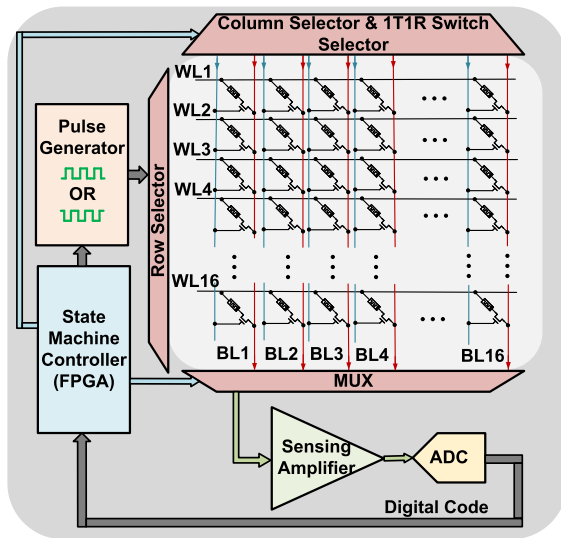 Column Selector & 1T1R Switch
Selector
WL1
WL2
WL3
WL4
WL16
Pulse
Generator
OR
Row Selector
State
Machine
Controller
(FPGA)
BL1
BL2
BL3
BL4
BL16
MUX
Sensing
Amplifier
ADC
Digital Code